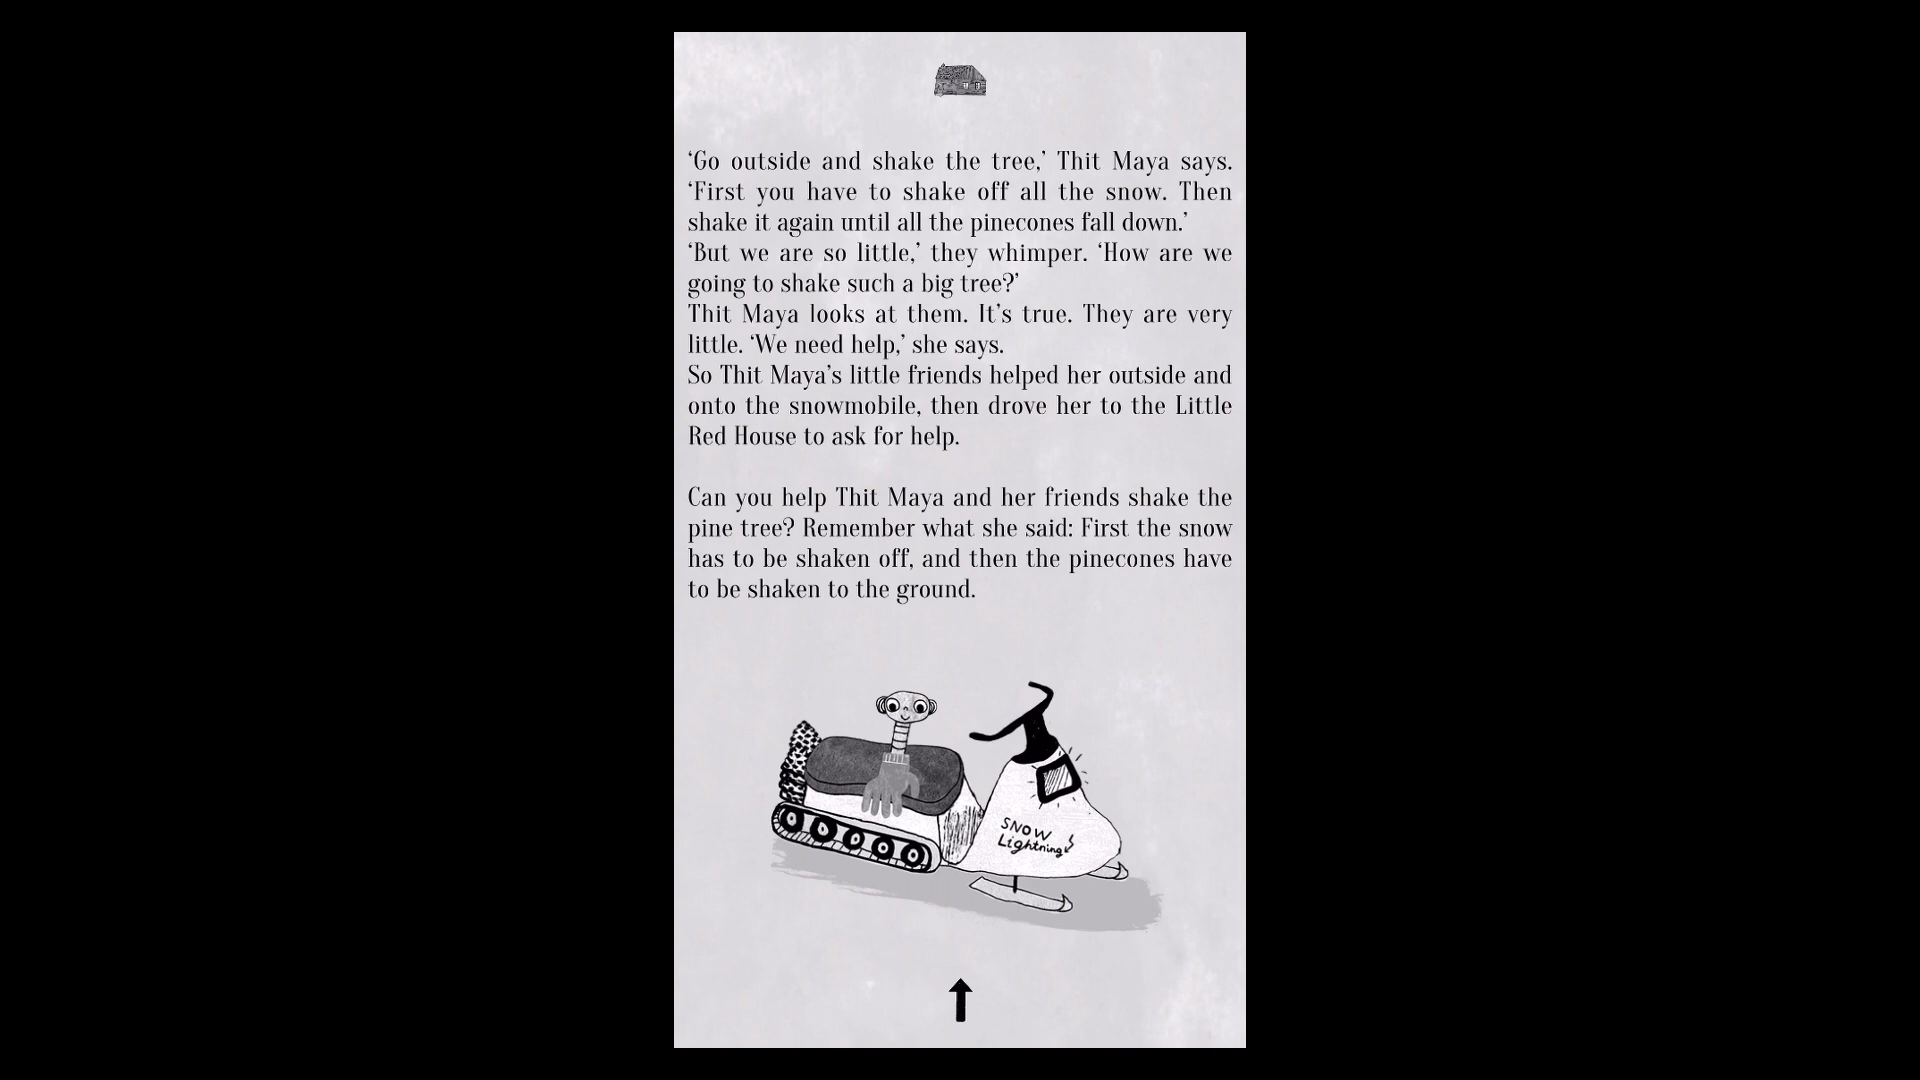 ‘Go outside and shake the tree,’ Thit Maya says.
‘First you have to shake off all the snow. Then
shake it again until all the pinecones fall down.’
‘But we are so little,’ they whimper. ‘How are we
going to shake such a big tree?’
Thit Maya looks at them. It’s true. They are very
little. ‘We need help,’ she says.
So Thit Maya’s little friends helped her outside and
onto the snowmobile, then drove her to the Little
Red House to ask for help.
Can you help Thit Maya and her friends shake the
pine tree? Remember what she said: First the snow
has to be shaken off, and then the pinecones have
to be shaken to the ground.
SNOW
Lightning